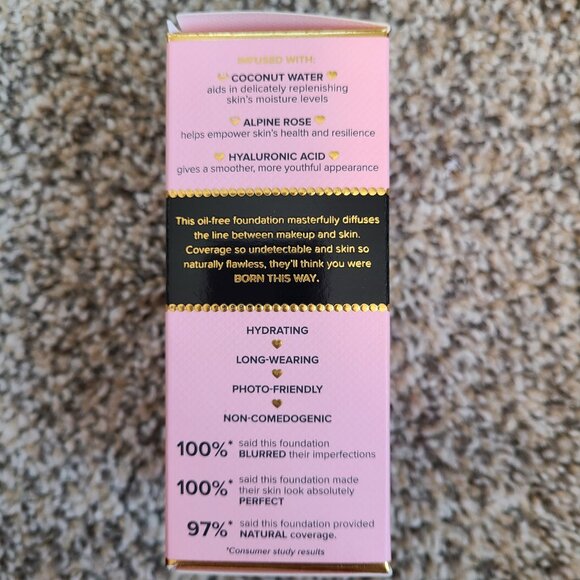 INFUSED WITH:
COCONUT WATER
aids in delicately replenishing
skin's moisture levels
ALPINE ROSE
helps empower skin's health and resilience
HYALURONIC ACID
gives a smoother, more youthful appearance
This oil-free foundation masterfully diffuses
the line between makeup and skin.
Coverage so undetectable and skin so
naturally flawless, they'll think you were
BORN THIS WAY.
HYDRATING
LONG-WEARING
PHOTO-FRIENDLY
NON-COMEDOGENIC
100%* said this foundation
BLURRED their imperfections
100%* said this foundation made
their skin look absolutely
PERFECT
97%* said this foundation provided
NATURAL coverage.
*Consumer study results